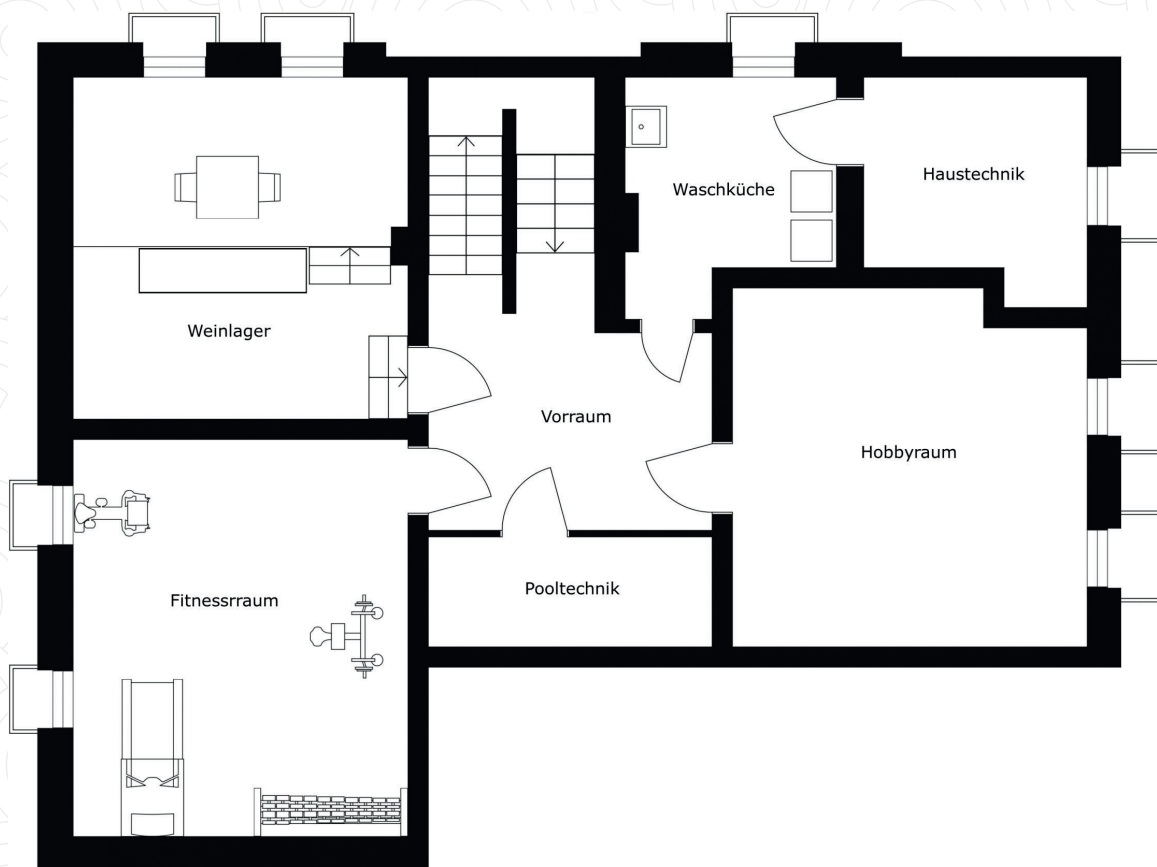 Haustechnik
Waschküche
Weinlager
Vorraum
Hobbyraum
Pooltechnik
Fitnessrraum